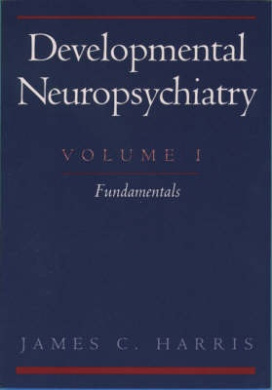 Developmental
Neuropsychiatry
VOLUME I
Fundamentals
JAMES C. HARRIS